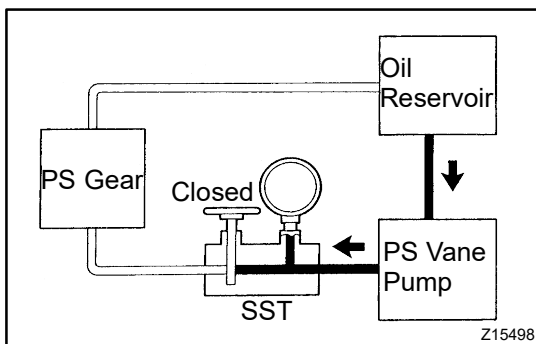 Oil
Reservoir
PS Gear
Closed
PS Vane
Pump
SST
Z15498